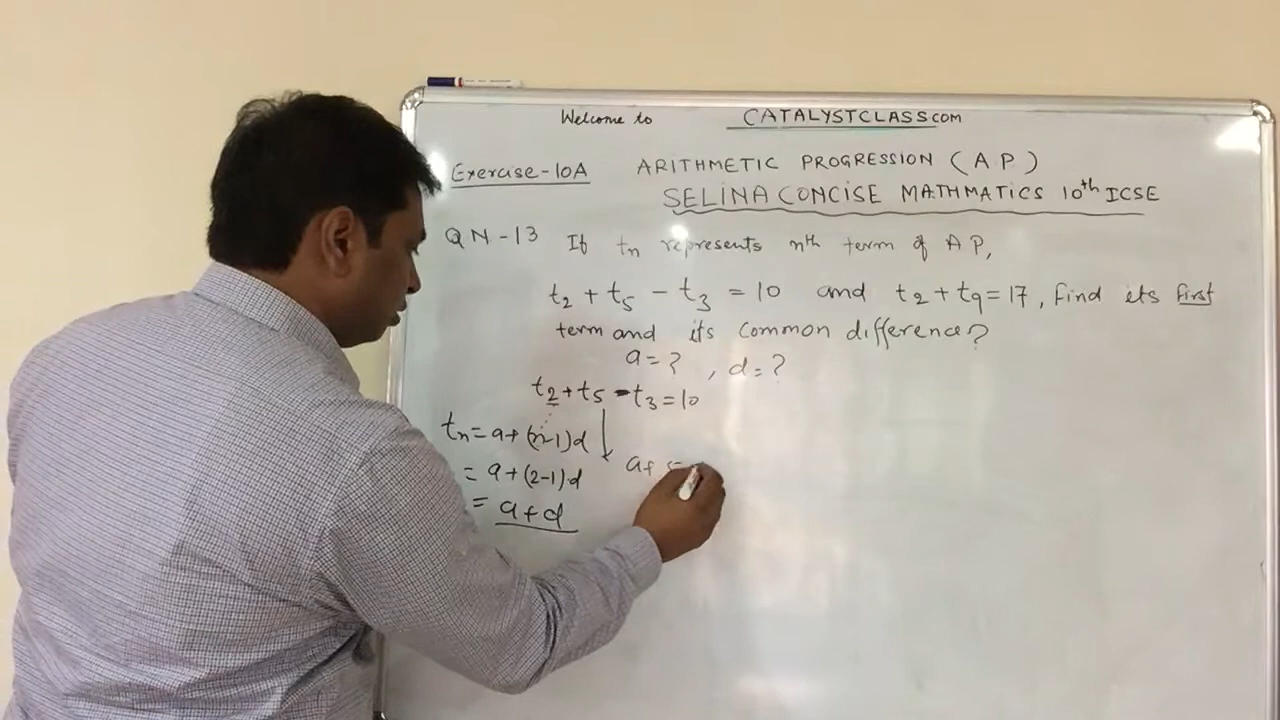 Welcome to CATALYSTCLASS COM
Exercise-10A ARITHMETIC PROGRESSION (AP)
SELINA CONCISE MATHMATICS 10th ICSE
QN-13 If tn represents nth term of AP,
t2 + t5 - t3 = 10 and t2 + t9 = 17, find its first
term and its common difference?
a = ? , d = ?
t2 + t5 - t3 = 10
tn = a + (n-1)d
= a + (2-1)d
= a + d
a + 5